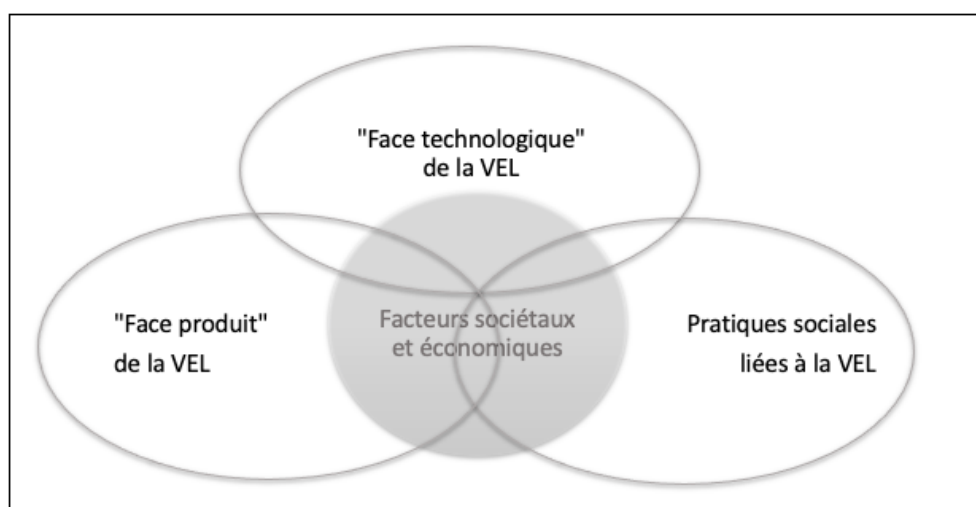 "Face technologique"
de la VEL
"Face produit"
de la VEL
Facteurs sociétaux
et économiques
Pratiques sociales
liées à la VEL